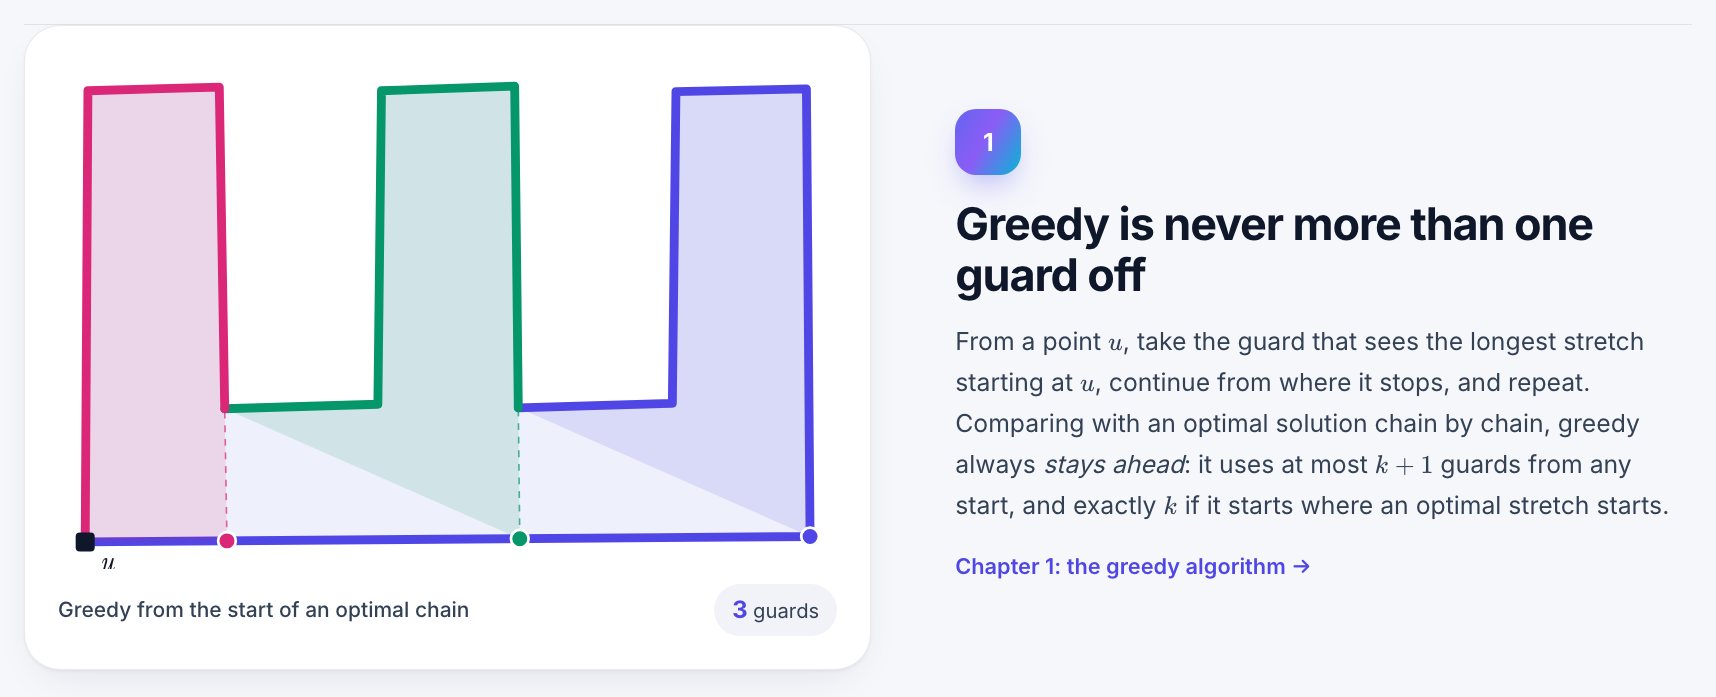 u
Greedy from the start of an optimal chain
3 guards
1
Greedy is never more than one
guard off
From a point u, take the guard that sees the longest stretch
starting at u, continue from where it stops, and repeat.
Comparing with an optimal solution chain by chain, greedy
always stays ahead: it uses at most k + 1 guards from any
start, and exactly k if it starts where an optimal stretch starts.
Chapter 1: the greedy algorithm →